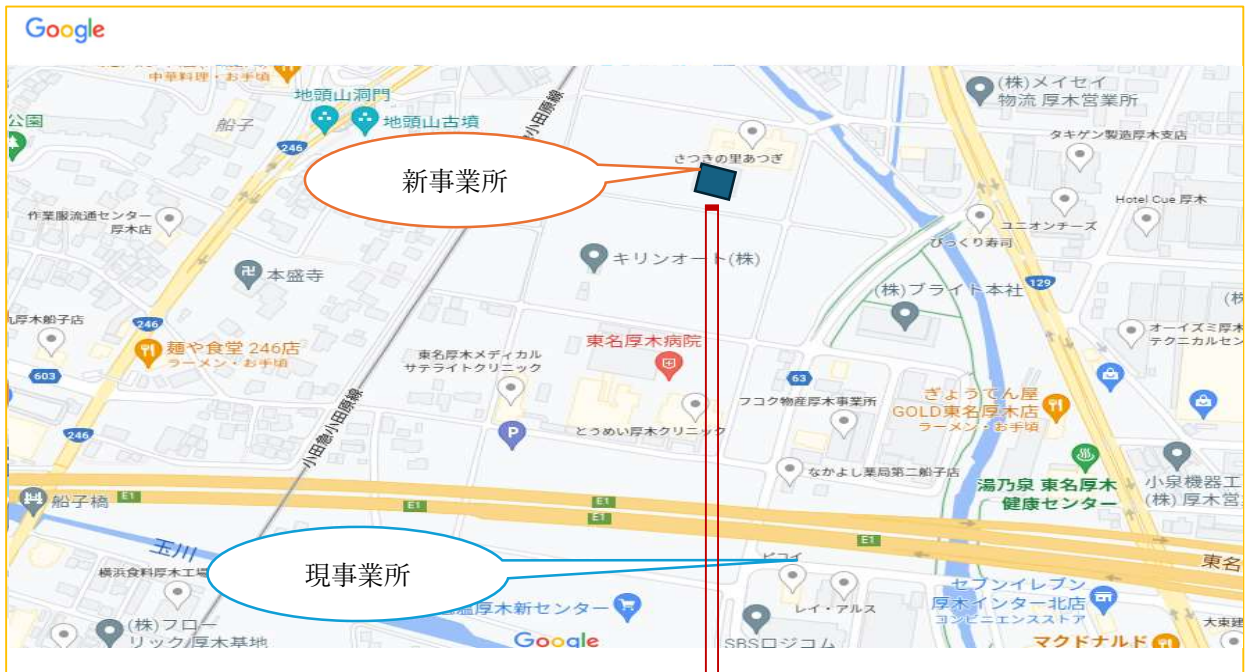 Google
中華料理・お手頃
地頭山洞門
地頭山古墳
船子
公園
246
小田原線
(株)メイセイ
物流 厚木営業所
タキゲン製造厚木支店
さつきの里あつぎ
新事業所
Hotel Cue 厚木
ユニオンチーズ
びっくり寿司
作業服流通センター
厚木店
本盛寺
キリンオート(株)
129
(株)ブライト本社
(株
厚木船子店
246
麺や食堂 246店
ラーメン・お手頃
603
東名厚木メディカル
サテライトクリニック
東名厚木病院
オーイズミ厚木
テクニカルセン
63
フコク物産厚木事業所
ぎょうてん屋
GOLD東名厚木店
ラーメン・お手頃
とうめい厚木クリニック
P
小田急小田原線
246
なかよし薬局第二船子店
湯乃泉 東名厚木
健康センター
小泉機器工
(株) 厚木営
船子橋
E1
E1
E1
E1
E1
玉川
東名
ピコイ
現事業所
横浜食料厚木工場
レイ・アルス
セブンイレブン
厚木インター北店
コンビニエンスストア
温厚木新センター
(株)フロー
リック/厚木基地
Google
SBSロジコム
マクドナルド
大東建